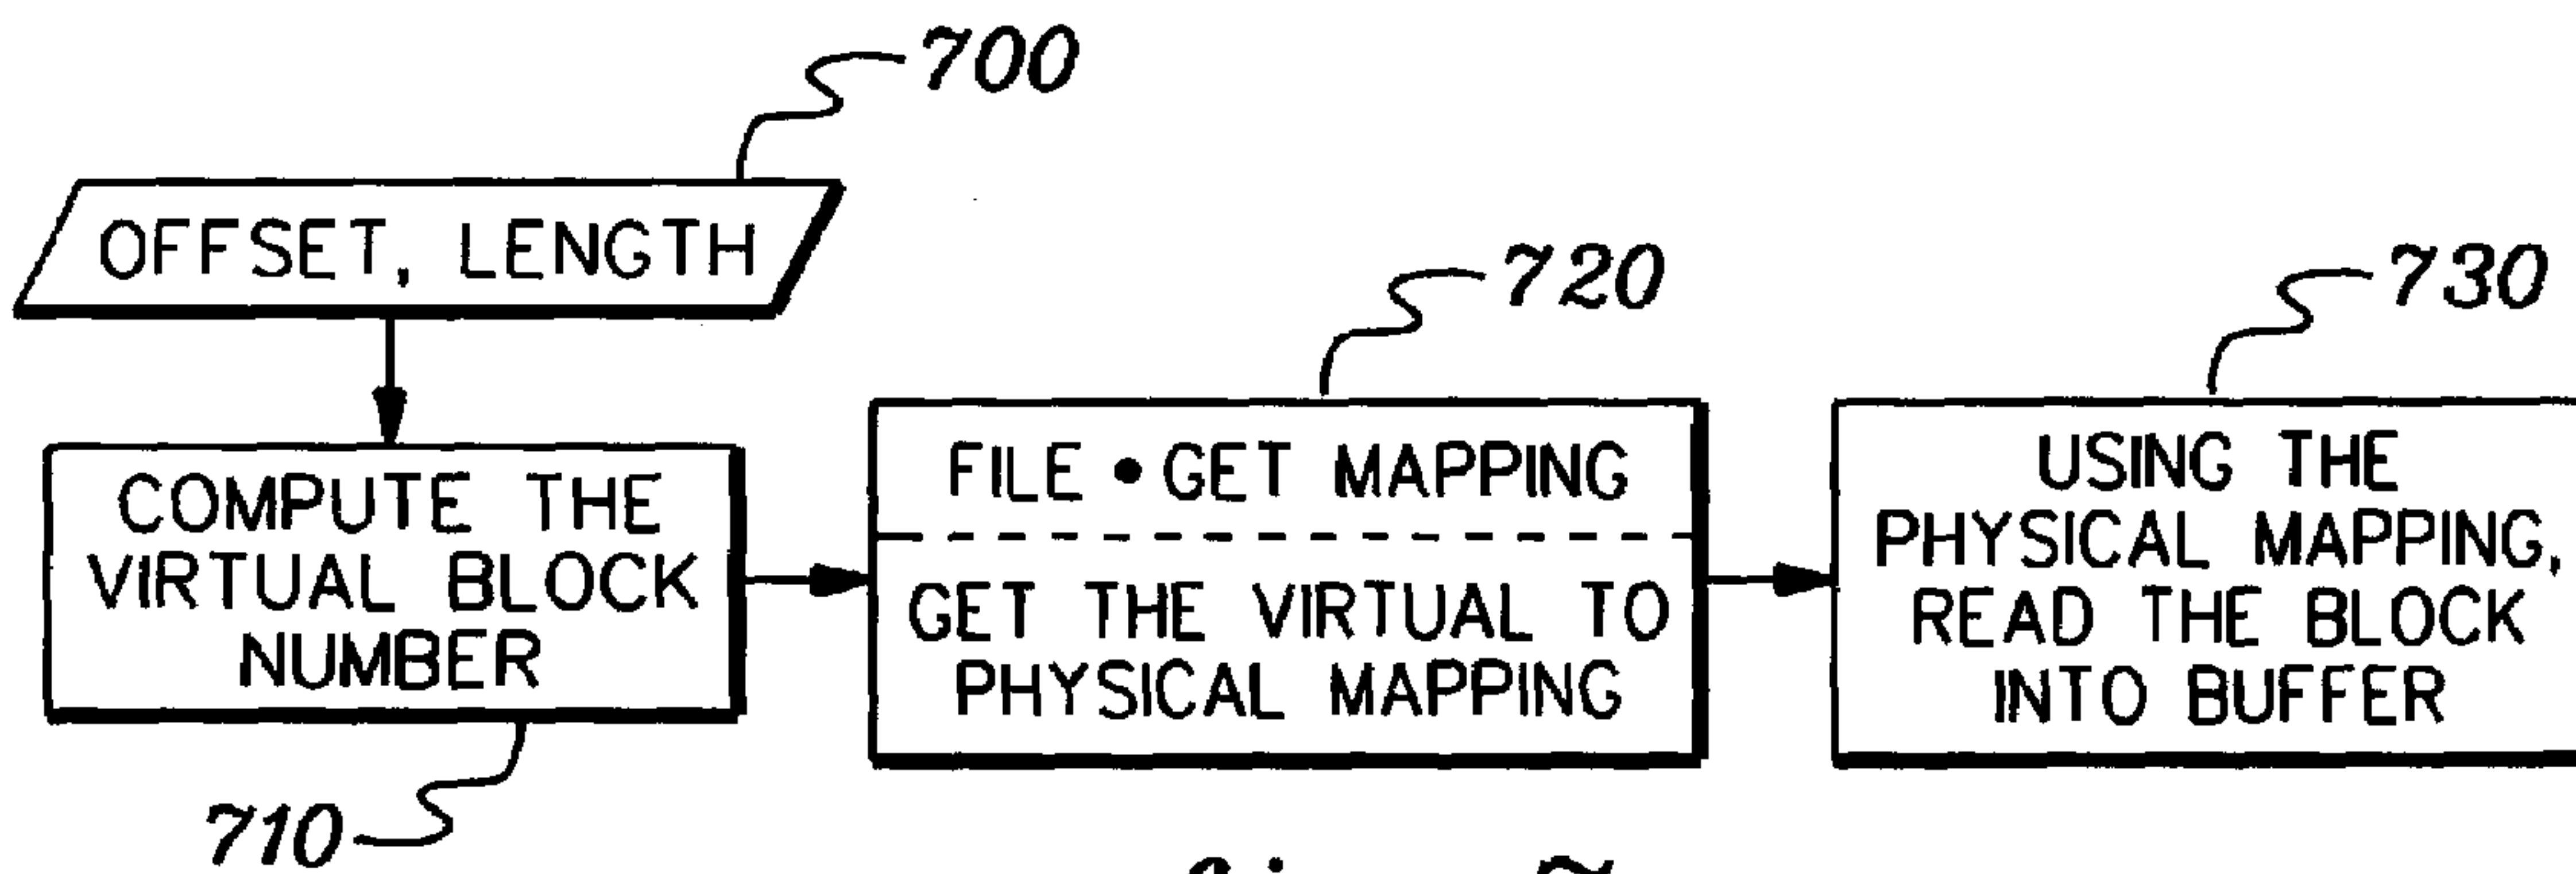 700
OFFSET, LENGTH
710
COMPUTE THE
VIRTUAL BLOCK
NUMBER
720
FILE • GET MAPPING
GET THE VIRTUAL TO
PHYSICAL MAPPING
730
USING THE
PHYSICAL MAPPING,
READ THE BLOCK
INTO BUFFER